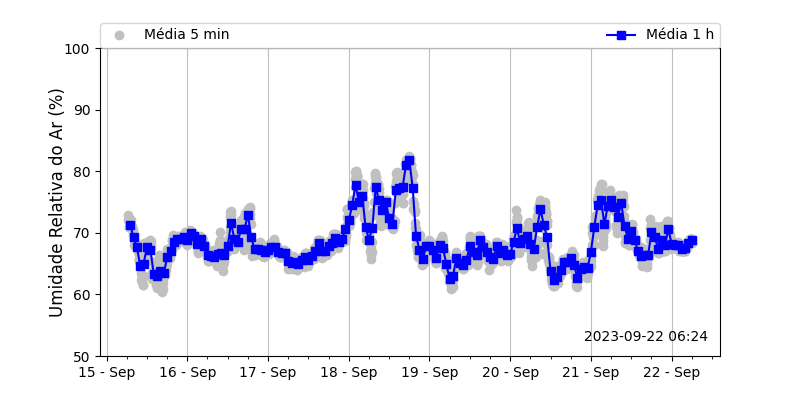 Média 5 min
Média 1 h
Umidade Relativa do Ar (%)
100
90
80
70
60
50
2023-09-22 06:24
15 - Sep
16 - Sep
17 - Sep
18 - Sep
19 - Sep
20 - Sep
21 - Sep
22 - Sep